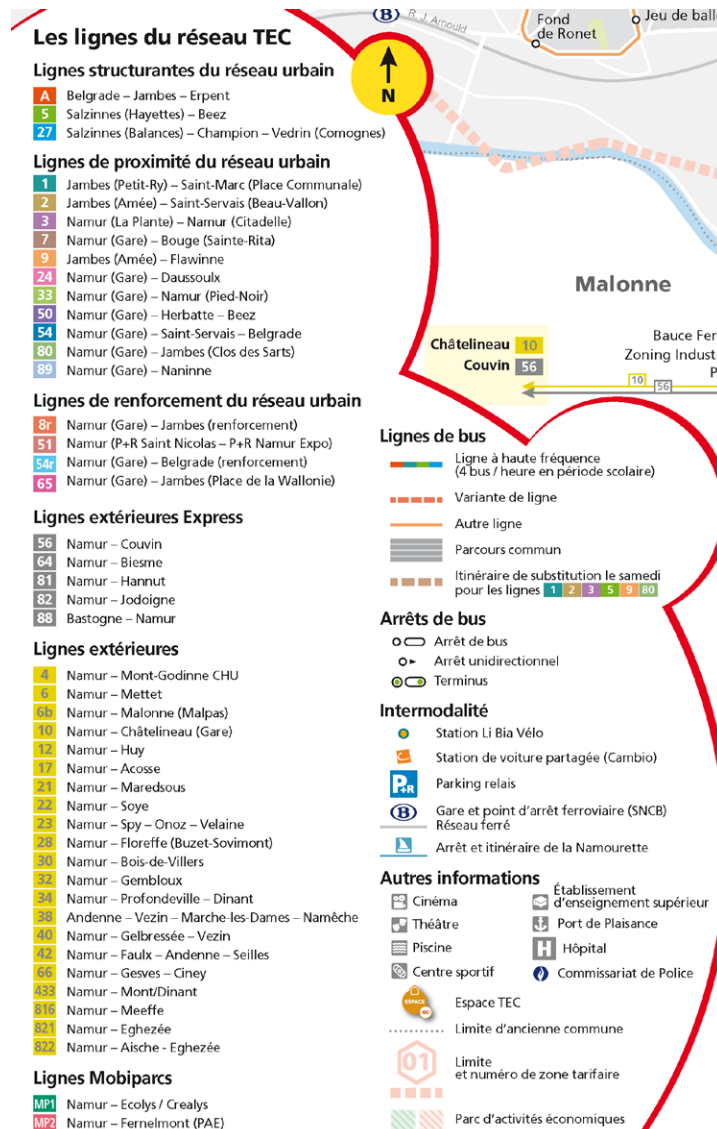 B
R. J. Arnould
Fond
de Ronet
Jeu de ball
Les lignes du réseau TEC
N
Lignes structurantes du réseau urbain
A Belgrade – Jambes – Erpent
5 Salzinnes (Hayettes) – Beez
27 Salzinnes (Balances) – Champion – Vedrin (Comognes)
Lignes de proximité du réseau urbain
1 Jambes (Petit-Ry) – Saint-Marc (Place Communale)
2 Jambes (Amée) – Saint-Servais (Beau-Vallon)
3 Namur (La Plante) – Namur (Citadelle)
7 Namur (Gare) – Bouge (Sainte-Rita)
9 Jambes (Amée) – Flawinne
24 Namur (Gare) – Daussoulx
33 Namur (Gare) – Namur (Pied-Noir)
50 Namur (Gare) – Herbatte – Beez
54 Namur (Gare) – Saint-Servais – Belgrade
80 Namur (Gare) – Jambes (Clos des Sarts)
89 Namur (Gare) – Naninne
Lignes de renforcement du réseau urbain
8r Namur (Gare) – Jambes (renforcement)
51 Namur (P+R Saint Nicolas – P+R Namur Expo)
54r Namur (Gare) – Belgrade (renforcement)
65 Namur (Gare) – Jambes (Place de la Wallonie)
Lignes extérieures Express
56 Namur – Couvin
64 Namur – Biesme
81 Namur – Hannut
82 Namur – Jodoigne
88 Bastogne – Namur
Lignes extérieures
4 Namur – Mont-Godinne CHU
6 Namur – Mettet
6b Namur – Malonne (Malpas)
10 Namur – Châtelineau (Gare)
12 Namur – Huy
17 Namur – Acosse
21 Namur – Maredsous
22 Namur – Soye
23 Namur – Spy – Onoz – Velaine
28 Namur – Floreffe (Buzet-Sovimont)
30 Namur – Bois-de-Villers
32 Namur – Gembloux
34 Namur – Profondeville – Dinant
38 Andenne – Vezin – Marche-les-Dames – Namêche
40 Namur – Gelbressée – Vezin
42 Namur – Faulx – Andenne – Seilles
66 Namur – Gesves – Ciney
433 Namur – Mont/Dinant
816 Namur – Meeffe
821 Namur – Eghezée
822 Namur – Aische - Eghezée
Lignes Mobiparcs
MP1 Namur – Ecolys / Crealys
MP2 Namur – Fernelmont (PAE)
Malonne
Châtelineau 10
Couvin 56
Bauce Fer
Zoning Indust
P
10 56
Lignes de bus
Ligne à haute fréquence
(4 bus / heure en période scolaire)
Variante de ligne
Autre ligne
Parcours commun
Itinéraire de substitution le samedi
pour les lignes 1 2 3 5 9 80
Arrêts de bus
Arrêt de bus
Arrêt unidirectionnel
Terminus
Intermodalité
Station Li Bia Vélo
Station de voiture partagée (Cambio)
P+R Parking relais
B Gare et point d'arrêt ferroviaire (SNCB)
Réseau ferré
Arrêt et itinéraire de la Namourette
Autres informations
Cinéma
Théâtre
Piscine
Centre sportif
Établissement
d'enseignement supérieur
Port de Plaisance
H Hôpital
Commissariat de Police
ESPACE
Espace TEC
Limite d'ancienne commune
01 Limite
et numéro de zone tarifaire
Parc d'activités économiques